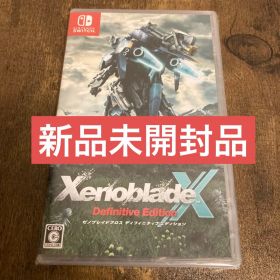 NINTENDO
SWITCH
新品未開封品
Xenoblade X
Definitive Edition
ゼノブレイドクロス ディフィニティブエディション
CERO
C